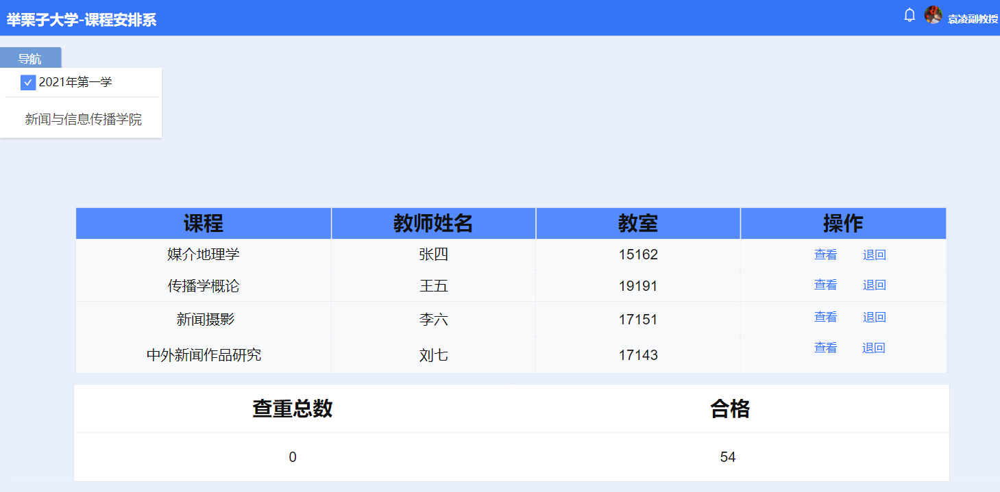 举栗子大学-课程安排系
袁凌副教授
导航
2021年第一学
新闻与信息传播学院
课程 教师姓名 教室 操作
媒介地理学 张四 15162 查看 退回
传播学概论 王五 19191 查看 退回
新闻摄影 李六 17151 查看 退回
中外新闻作品研究 刘七 17143 查看 退回
查重总数 合格
0 54